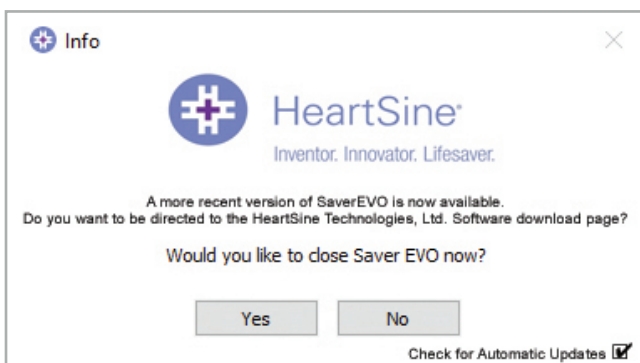 Info
HeartSine®
Inventor. Innovator. Lifesaver.
A more recent version of SaverEVO is now available.
Do you want to be directed to the HeartSine Technologies, Ltd. Software download page?
Would you like to close Saver EVO now?
Yes
No
Check for Automatic Updates